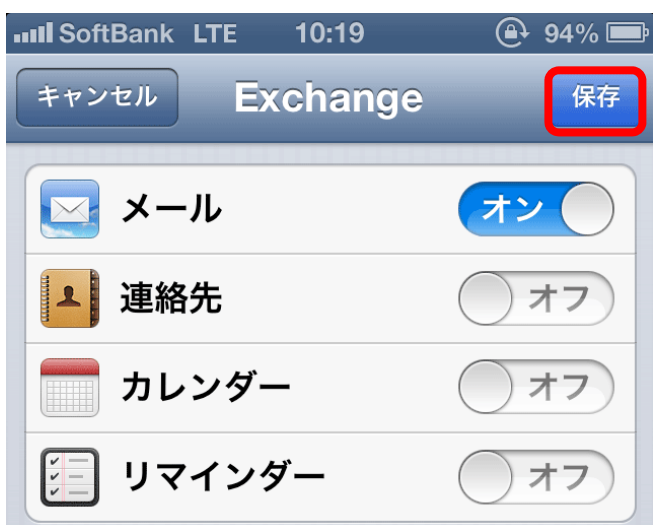 SoftBank LTE 10:19 94%
キャンセル Exchange 保存
メール オン
連絡先 オフ
カレンダー オフ
リマインダー オフ